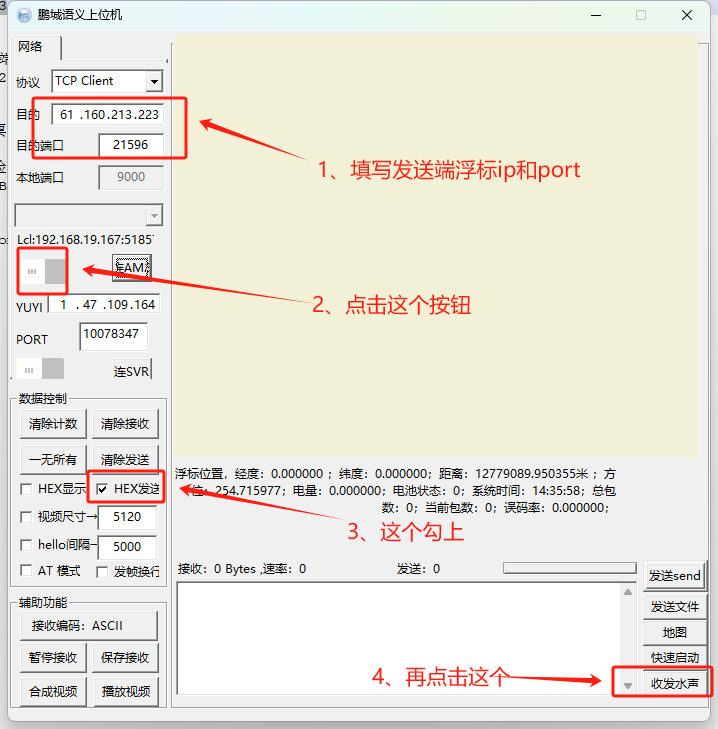 鹏城语义上位机
网络
协议 TCP Client
目的 61 .160.213.223
目的端口 21596
1、填写发送端浮标ip和port
本地端口 9000
Lcl:192.168.19.167:5185
2、点击这个按钮
YUYI 1 . 47 .109.164
PORT 10078347
连SVR
数据控制
清除计数 清除接收
一无所有 清除发送
HEX显示 HEX发送
视频尺寸→ 5120
hello间隔→ 5000
AT 模式 发帧换行
浮标位置，经度：0.000000 ；纬度：0.000000；距离：12779089.950355米 ；方
位：254.715977；电量：0.000000；电池状态：0；系统时间：14:35:58；总包
数：0；当前包数：0；误码率：0.000000；
3、这个勾上
接收：0 Bytes ,速率：0 发送：0
发送send
发送文件
地图
快速启动
收发水声
4、再点击这个
辅助功能
接收编码：ASCII
暂停接收 保存接收
合成视频 播放视频